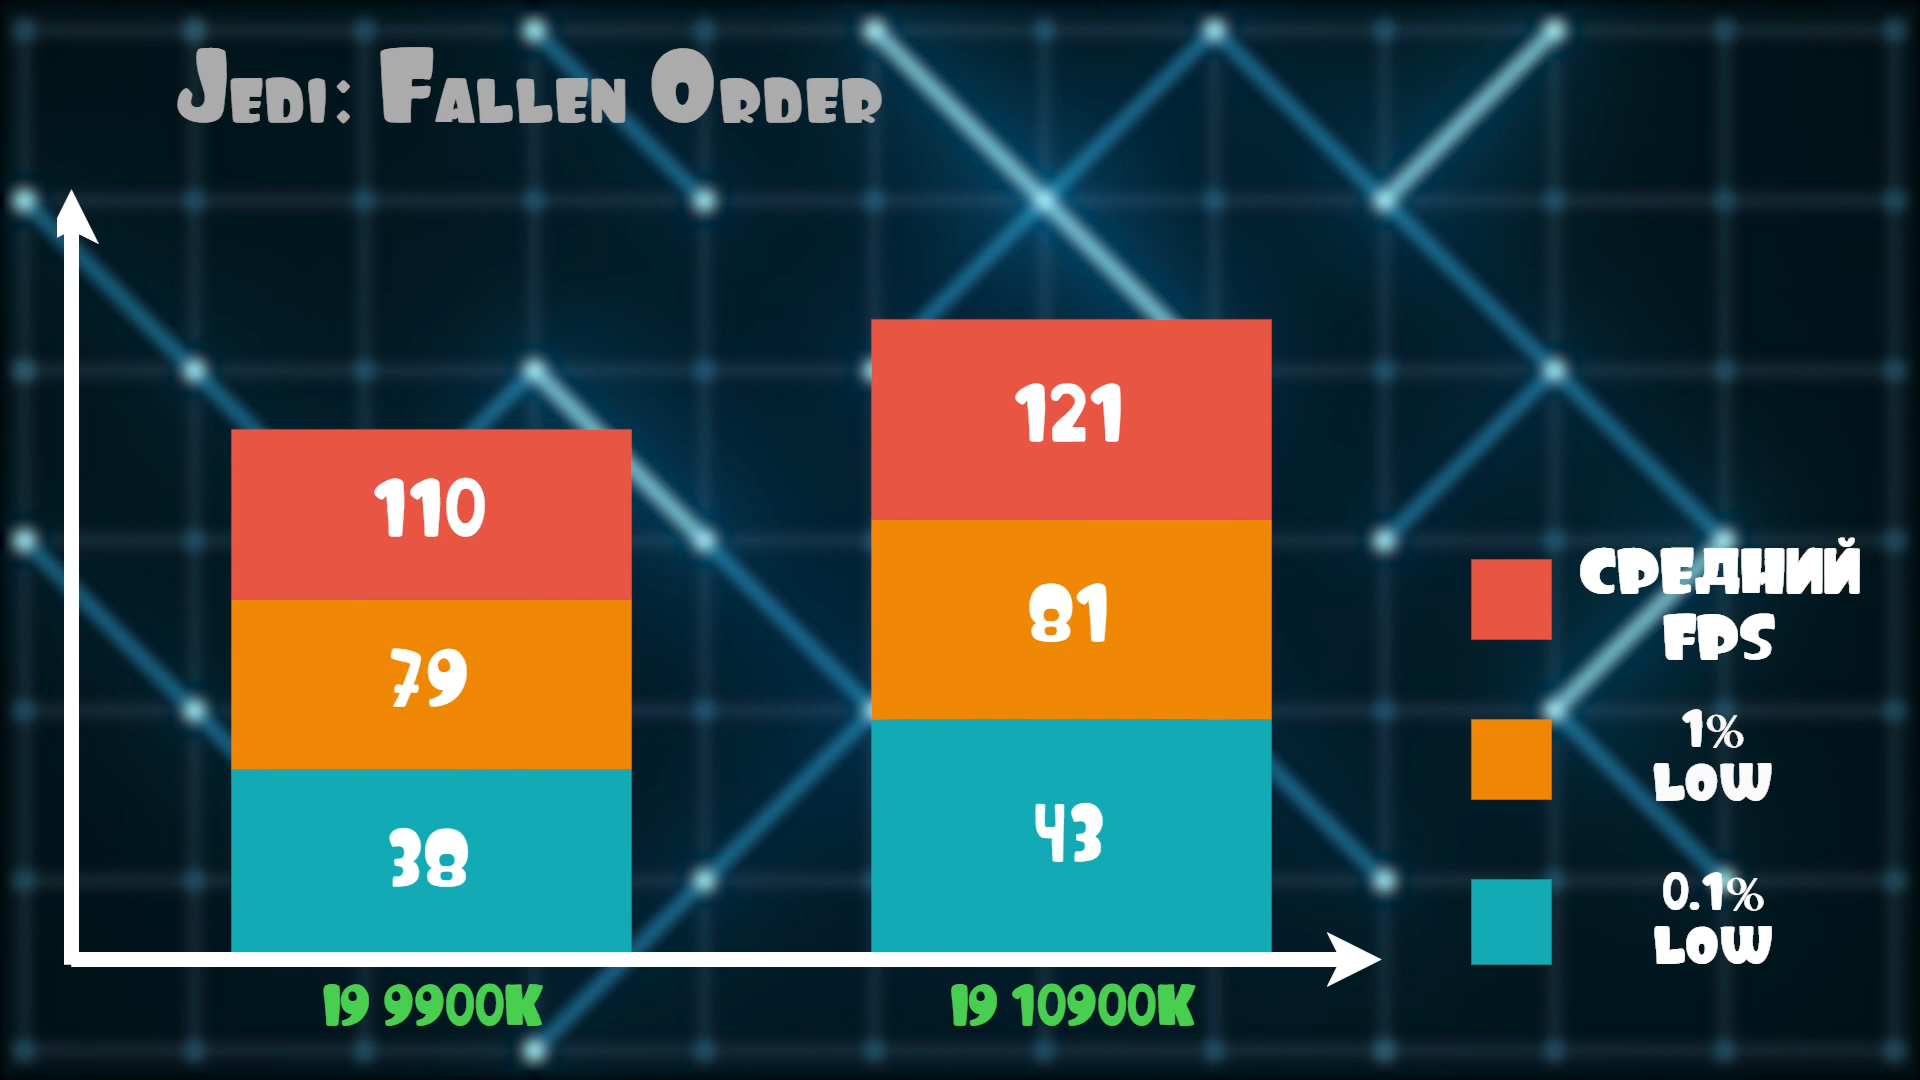 Jedi: Fallen Order
110
79
38
121
81
43
СРЕДНИЙ
FPS
1%
LOW
0.1%
LOW
I9 9900K
I9 10900K